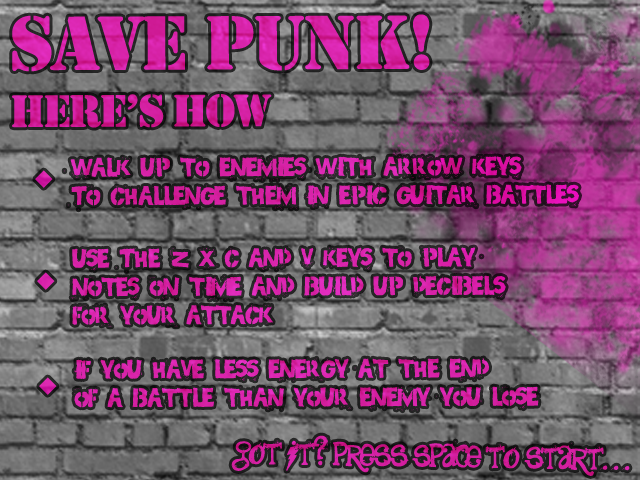 SAVE PUNK!
HERE'S HOW
WALK UP TO ENEMIES WITH ARROW KEYS
TO CHALLENGE THEM IN EPIC GUITAR BATTLES
USE THE Z X C AND V KEYS TO PLAY
NOTES ON TIME AND BUILD UP DECIBELS
FOR YOUR ATTACK
IF YOU HAVE LESS ENERGY AT THE END
OF A BATTLE THAN YOUR ENEMY YOU LOSE
GOT IT? PRESS SPACE TO START...